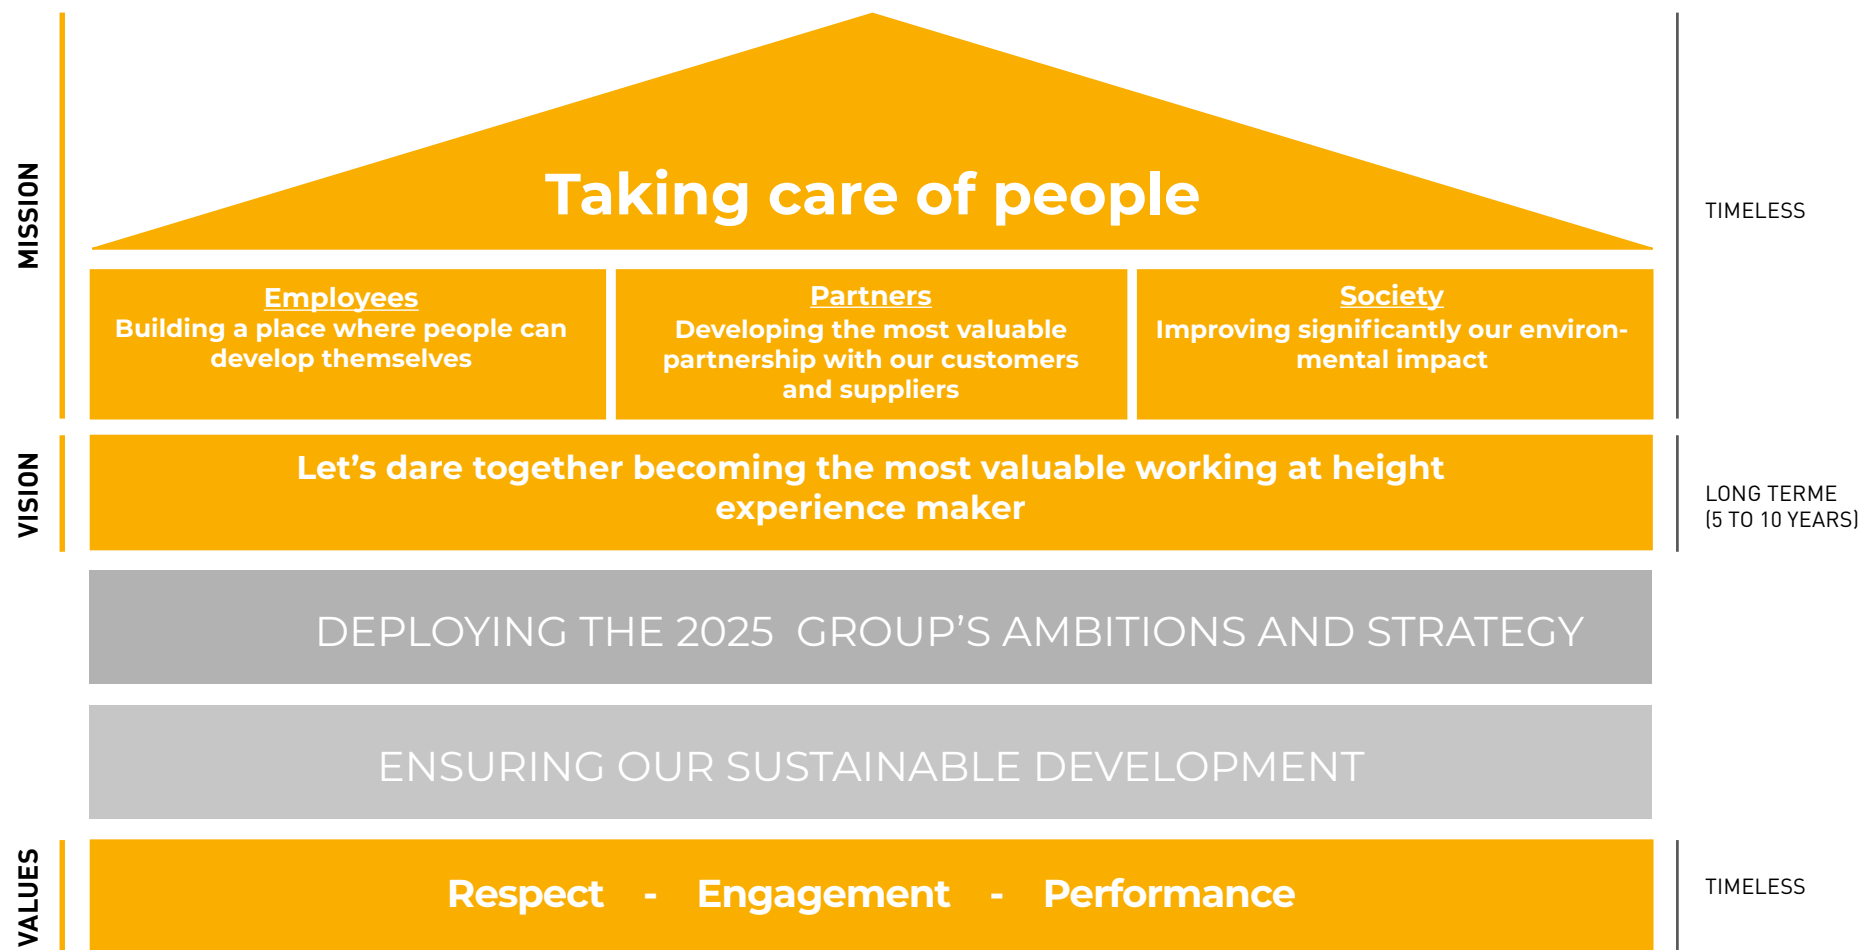 MISSION
Taking care of people
TIMELESS
Employees
Building a place where people can
develop themselves
Partners
Developing the most valuable
partnership with our customers
and suppliers
Society
Improving significantly our environ-
mental impact
VISION
Let's dare together becoming the most valuable working at height
experience maker
LONG TERME
(5 TO 10 YEARS)
DEPLOYING THE 2025 GROUP'S AMBITIONS AND STRATEGY
ENSURING OUR SUSTAINABLE DEVELOPMENT
VALUES
Respect - Engagement - Performance
TIMELESS